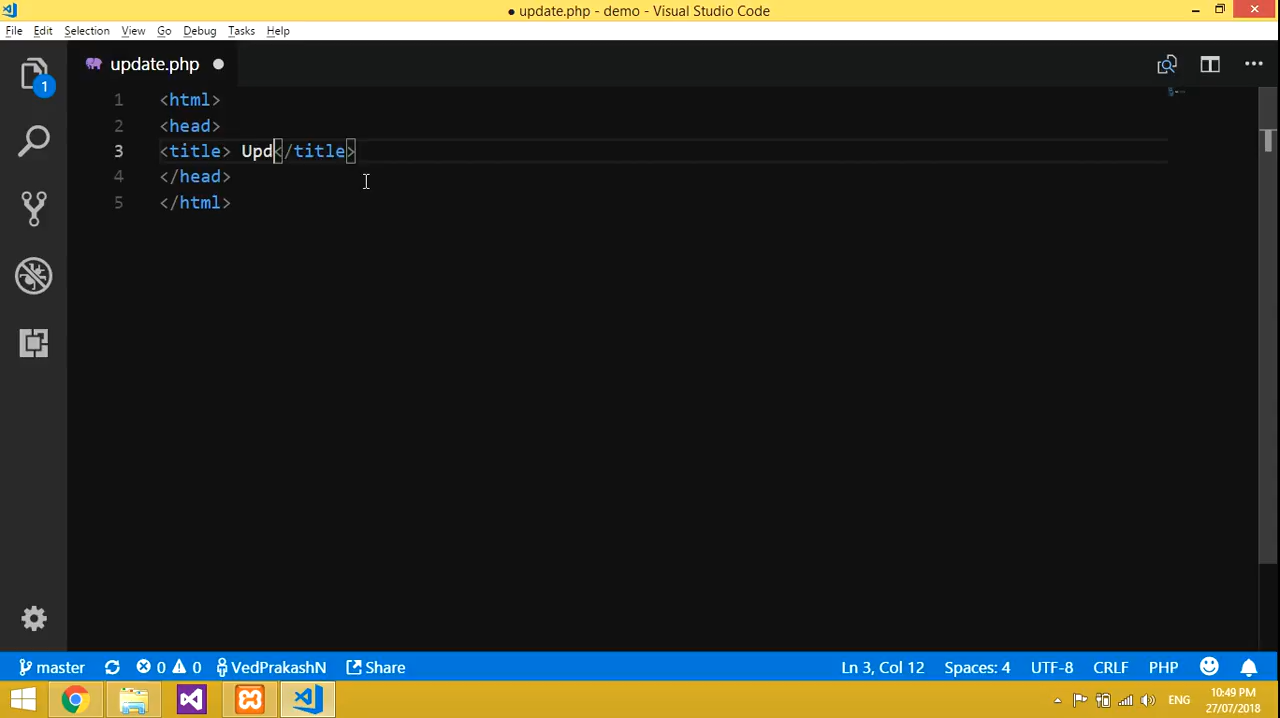 ● update.php - demo - Visual Studio Code
File Edit Selection View Go Debug Tasks Help
1
update.php ●
1 <html>
2 <head>
3 <title> Upd</title>
4 </head>
5 </html>
master 0 0 VedPrakashN Share Ln 3, Col 12 Spaces: 4 UTF-8 CRLF PHP
ENG 10:49 PM
27/07/2018